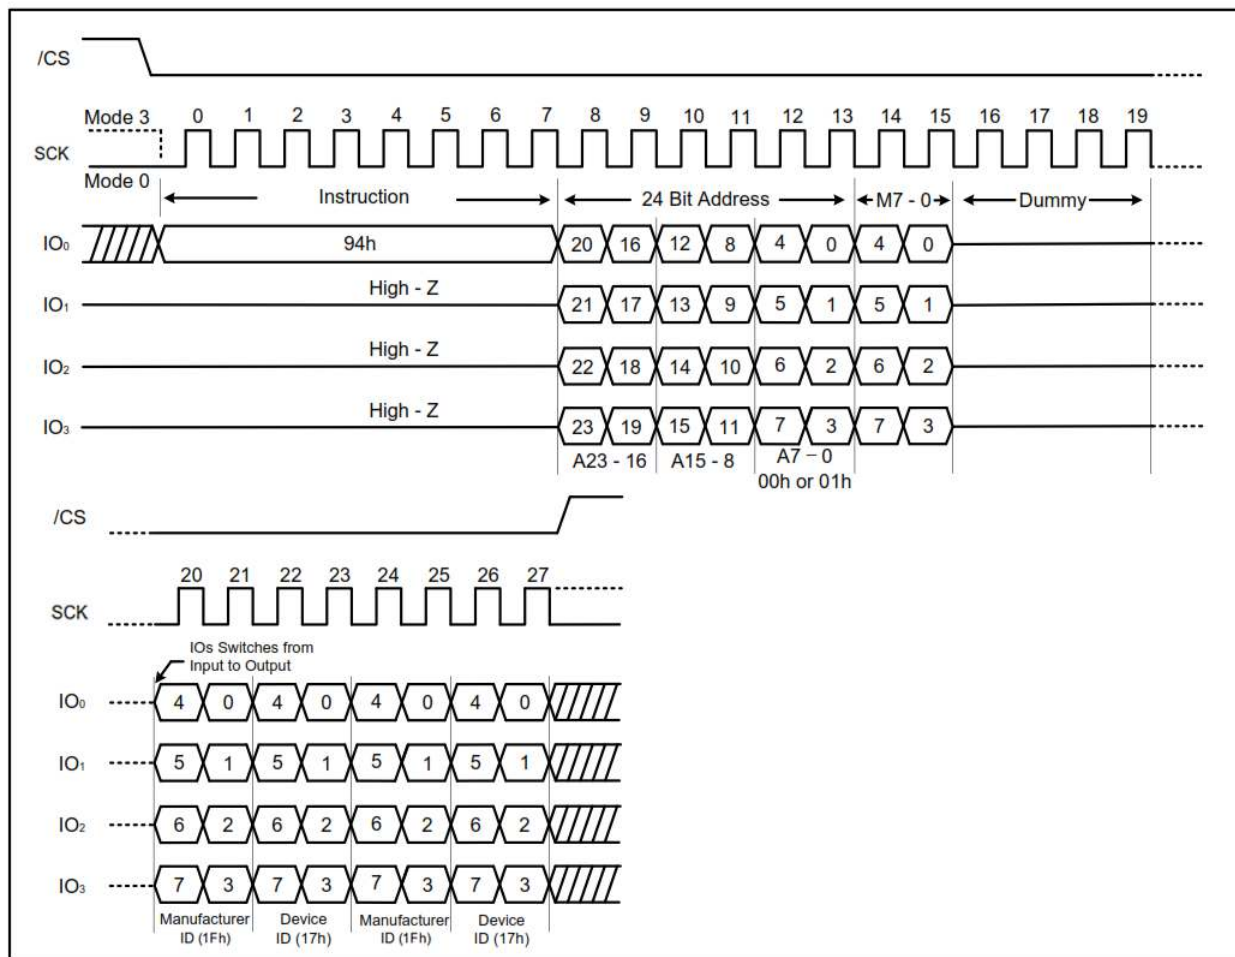 /CS
Mode 3 0 1 2 3 4 5 6 7 8 9 10 11 12 13 14 15 16 17 18 19
SCK
Mode 0
Instruction 24 Bit Address M7 - 0 Dummy
IO0 94h 20 16 12 8 4 0 4 0
High - Z
IO1 21 17 13 9 5 1 5 1
High - Z
IO2 22 18 14 10 6 2 6 2
High - Z
IO3 23 19 15 11 7 3 7 3
A23 - 16 A15 - 8 A7 – 0
00h or 01h
/CS
20 21 22 23 24 25 26 27
SCK
IOs Switches from
Input to Output
IO0 4 0 4 0 4 0 4 0
IO1 5 1 5 1 5 1 5 1
IO2 6 2 6 2 6 2 6 2
IO3 7 3 7 3 7 3 7 3
Manufacturer Device Manufacturer Device
ID (1Fh) ID (17h) ID (1Fh) ID (17h)